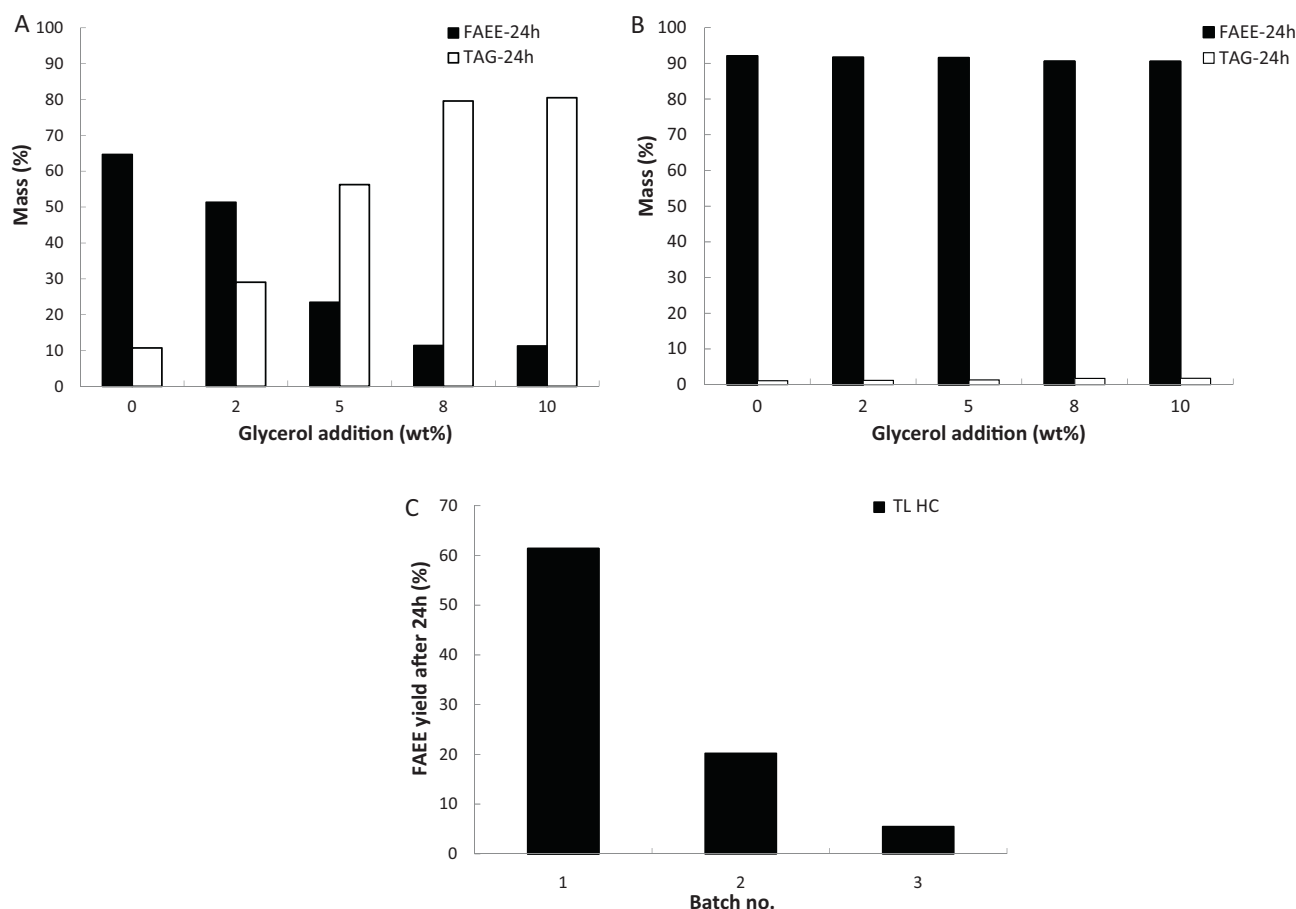 A
FAEE-24h
TAG-24h
Mass (%)
100
90
80
70
60
50
40
30
20
10
0
0 2 5 8 10
Glycerol addition (wt%)
B
FAEE-24h
TAG-24h
Mass (%)
100
90
80
70
60
50
40
30
20
10
0
0 2 5 8 10
Glycerol addition (wt%)
C
TL HC
FAEE yield after 24h (%)
70
60
50
40
30
20
10
0
1 2 3
Batch no.